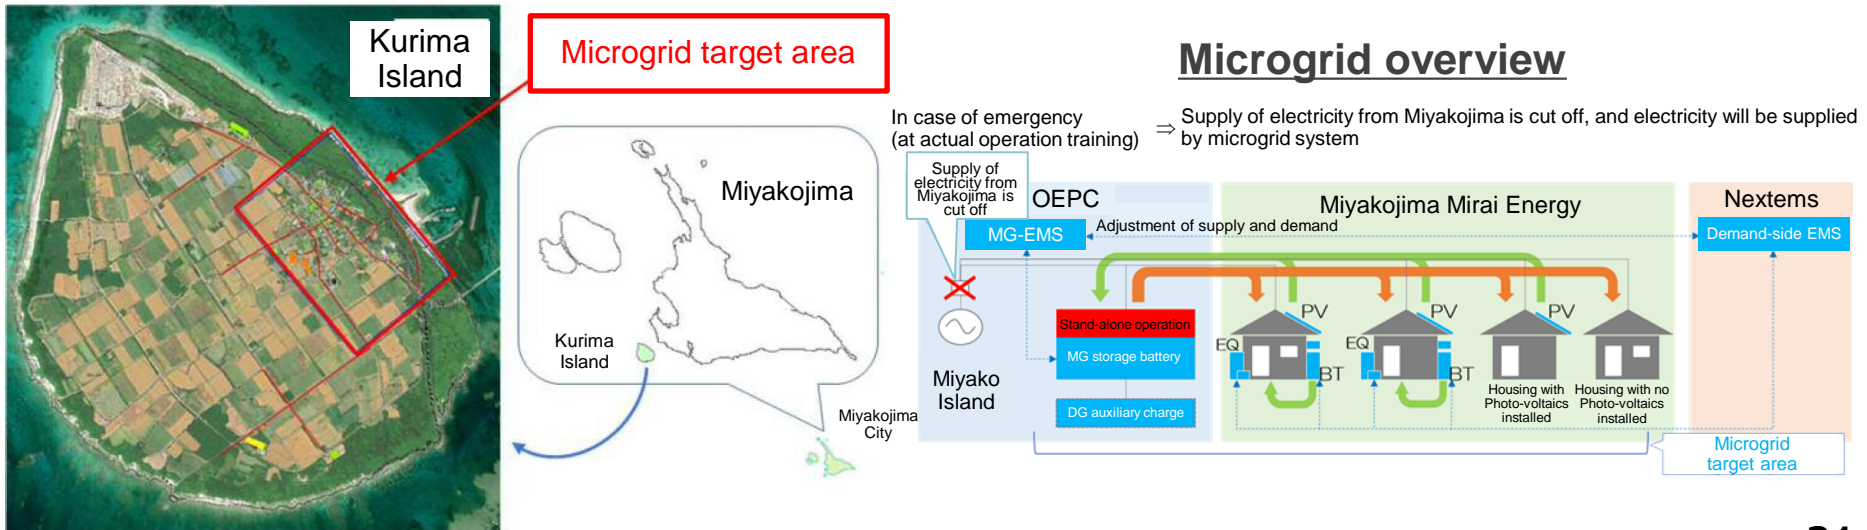 Kurima
Island
Microgrid target area
Miyakojima
Kurima
Island
Miyakojima
City
Microgrid overview
In case of emergency
(at actual operation training)
⇒
Supply of electricity from Miyakojima is cut off, and electricity will be supplied
by microgrid system
Supply of
electricity from
Miyakojima is
cut off
OEPC
Miyakojima Mirai Energy
Nextems
MG-EMS
Adjustment of supply and demand
Demand-side EMS
Stand-alone operation
MG storage battery
DG auxiliary charge
Miyako
Island
PV
EQ
BT
PV
EQ
BT
PV
PV
Housing with
Photo-voltaics
installed
Housing with no
Photo-voltaics
installed
Microgrid
target area